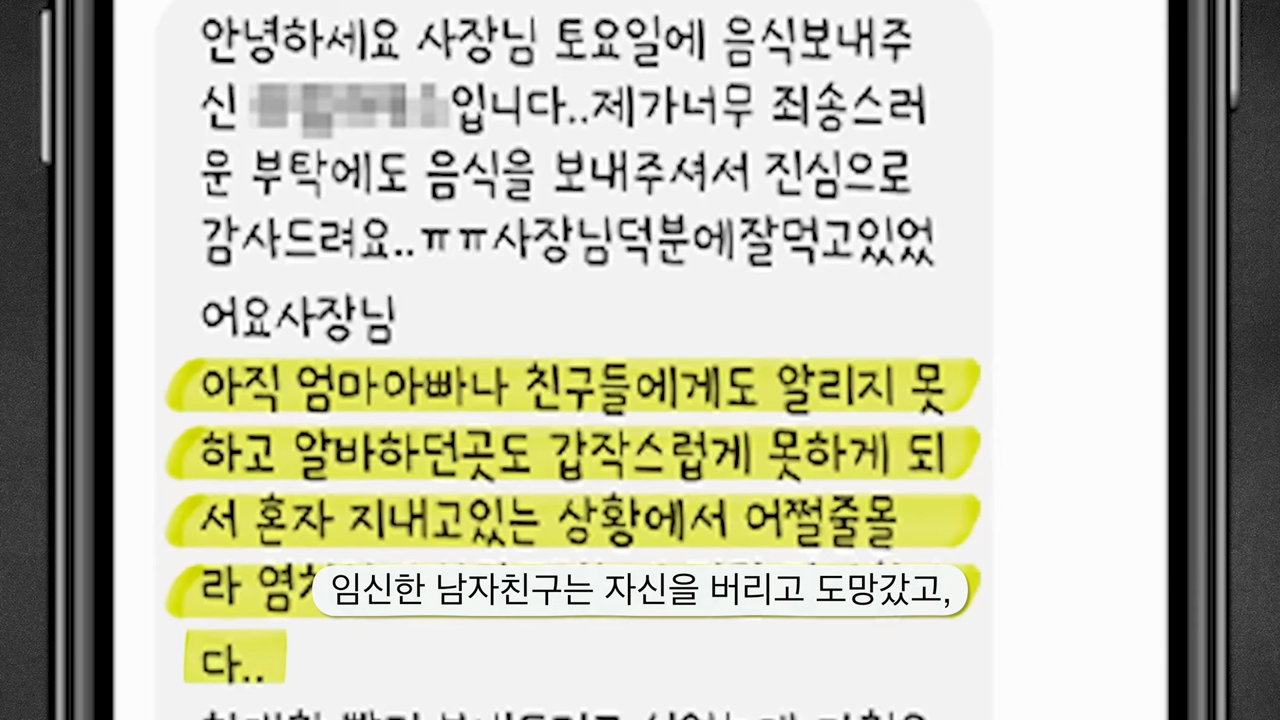 안녕하세요 사장님 토요일에 음식보내주
신 입니다..제가너무 죄송스러
운 부탁에도 음식을 보내주셔서 진심으로
감사드려요..ㅠㅠ사장님덕분에잘먹고있었
어요사장님
아직 엄마아빠나 친구들에게도 알리지 못
하고 알바하던곳도 갑작스럽게 못하게 되
서 혼자 지내고있는 상황에서 어쩔줄몰
라
임신한 남자친구는 자신을 버리고 도망갔고,
다..